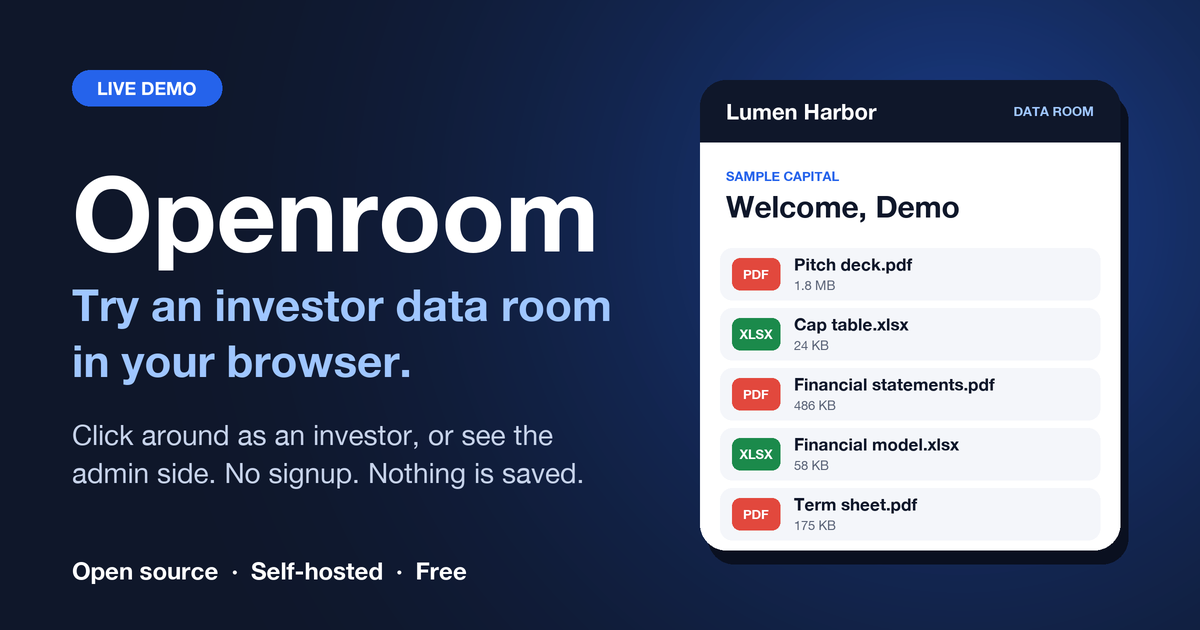 LIVE DEMO
Openroom
Try an investor data room
in your browser.
Click around as an investor, or see the
admin side. No signup. Nothing is saved.
Open source · Self-hosted · Free
Lumen Harbor
DATA ROOM
SAMPLE CAPITAL
Welcome, Demo
PDF
Pitch deck.pdf
1.8 MB
XLSX
Cap table.xlsx
24 KB
PDF
Financial statements.pdf
486 KB
XLSX
Financial model.xlsx
58 KB
PDF
Term sheet.pdf
175 KB